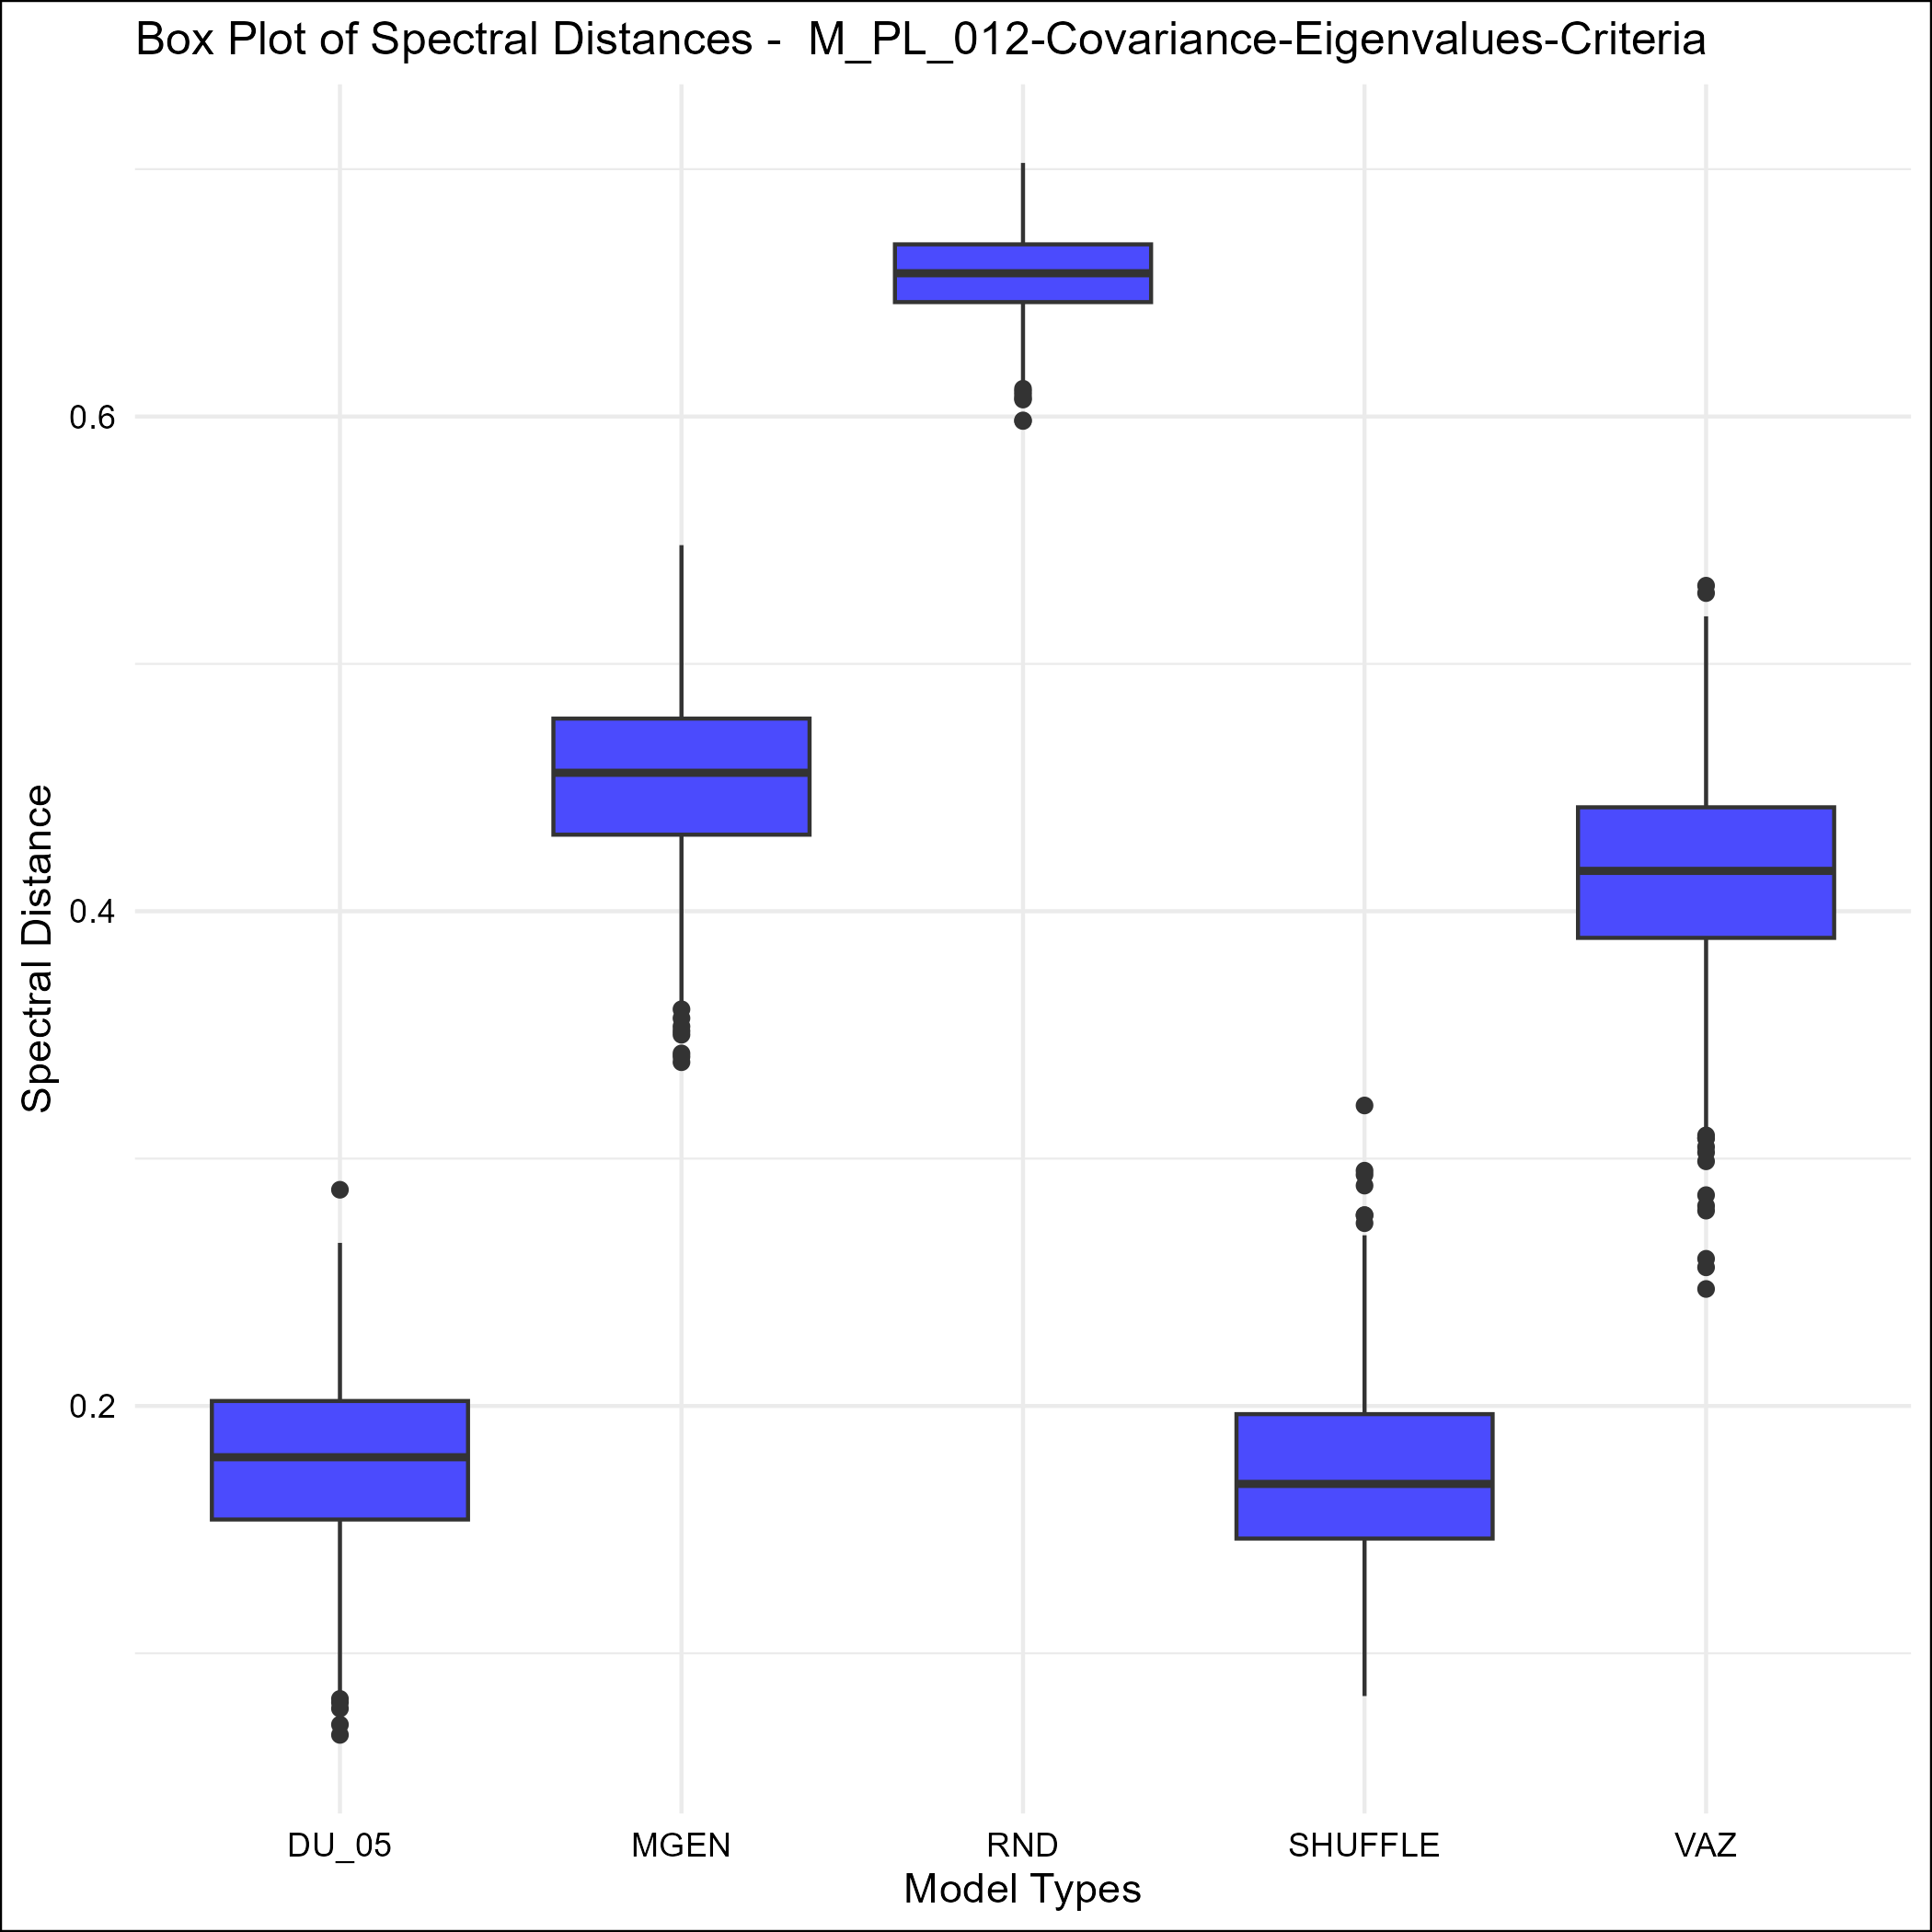 Box Plot of Spectral Distances -  M_PL_012-Covariance-Eigenvalues-Criteria
Spectral Distance
0.6
0.4
0.2
DU_05 MGEN RND SHUFFLE VAZ
Model Types